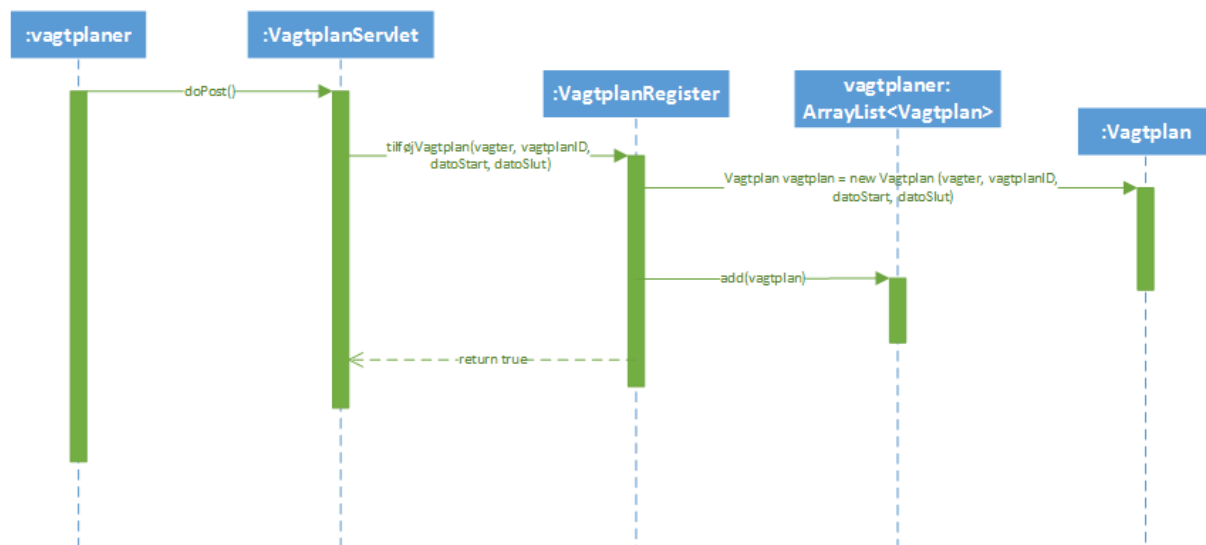 :vagtplaner
:VagtplanServlet
:VagtplanRegister
vagtplaner:
ArrayList<Vagtplan>
:Vagtplan
doPost()
tilføjVagtplan(vagter, vagtplanID,
datoStart, datoSlut)
Vagtplan vagtplan = new Vagtplan (vagter, vagtplanID,
datoStart, datoSlut)
add(vagtplan)
return true